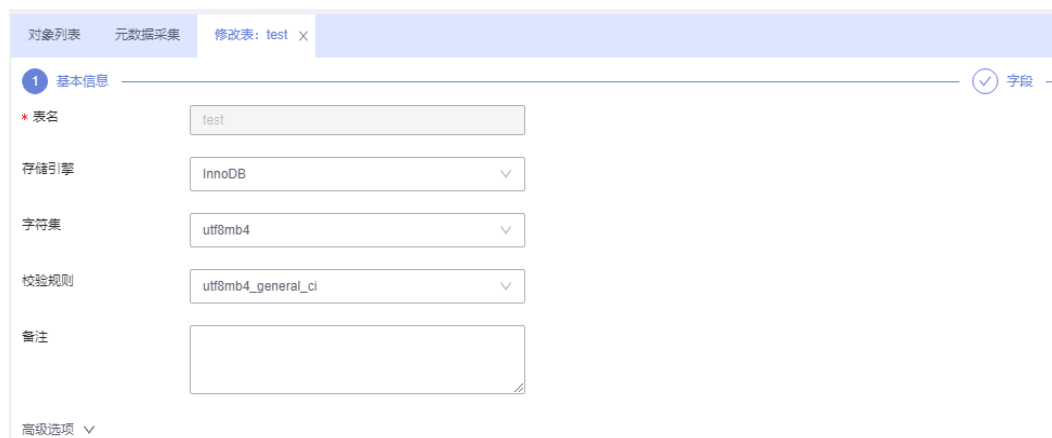 对象列表 元数据采集 修改表：test ×
1 基本信息 字段
* 表名 test
存储引擎 InnoDB
字符集 utf8mb4
校验规则 utf8mb4_general_ci
备注
高级选项